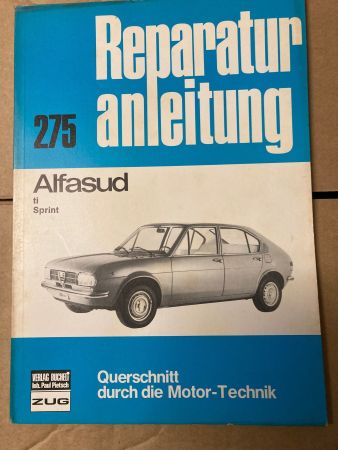 Reparatur
anleitung
275
Alfasud
ti
Sprint
VERLAG BUCHELI
Inh. Paul Pietsch
ZUG
Querschnitt
durch die Motor-Technik